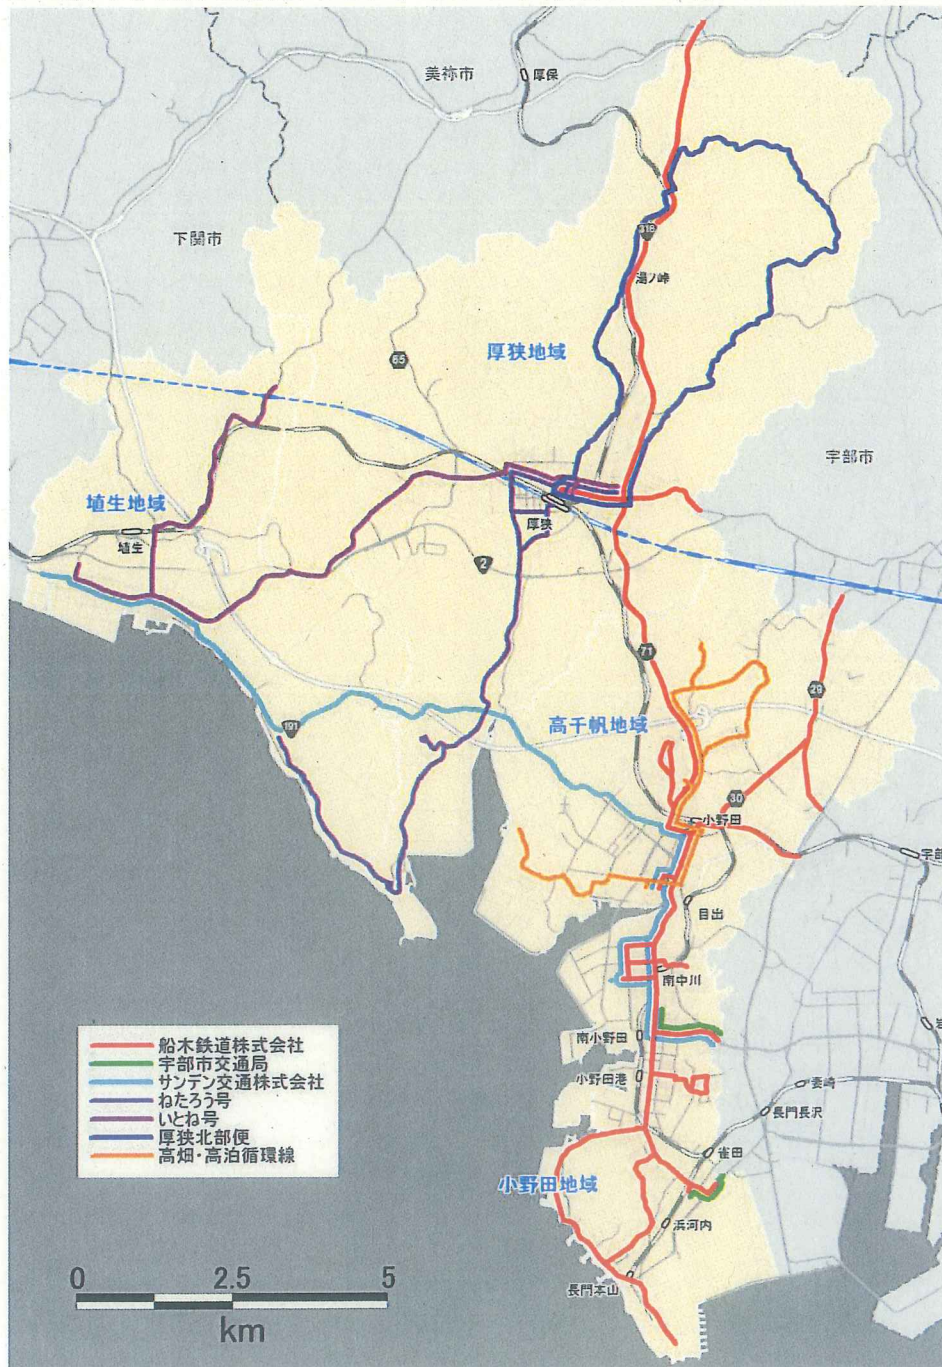 美祢市
厚保
下関市
318
湯ノ峠
厚狭地域
65
宇部市
埴生地域
埴生
厚狭
2
71
29
191
高千帆地域
30
小野田
宇部
目出
南中川
南小野田
小野田港
妻崎
長門長沢
雀田
小野田地域
浜河内
長門本山
船木鉄道株式会社
宇部市交通局
サンデン交通株式会社
ねたろう号
いとね号
厚狭北部便
高畑・高泊循環線
0 2.5 5
km